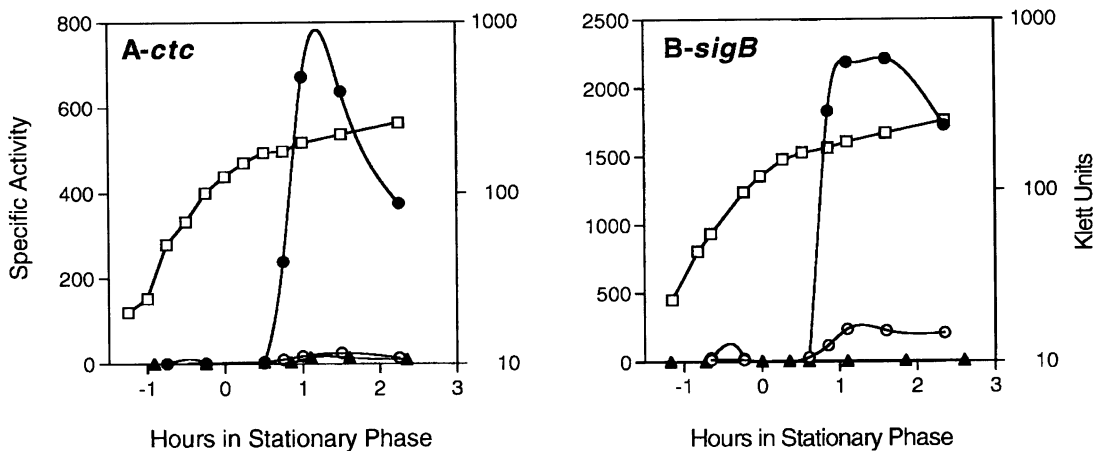 A-ctc
800
600
400
200
0
Specific Activity
1000
100
10
-1 0 1 2 3
Hours in Stationary Phase
B-sigB
2500
2000
1500
1000
500
0
1000
100
10
Klett Units
-1 0 1 2 3
Hours in Stationary Phase